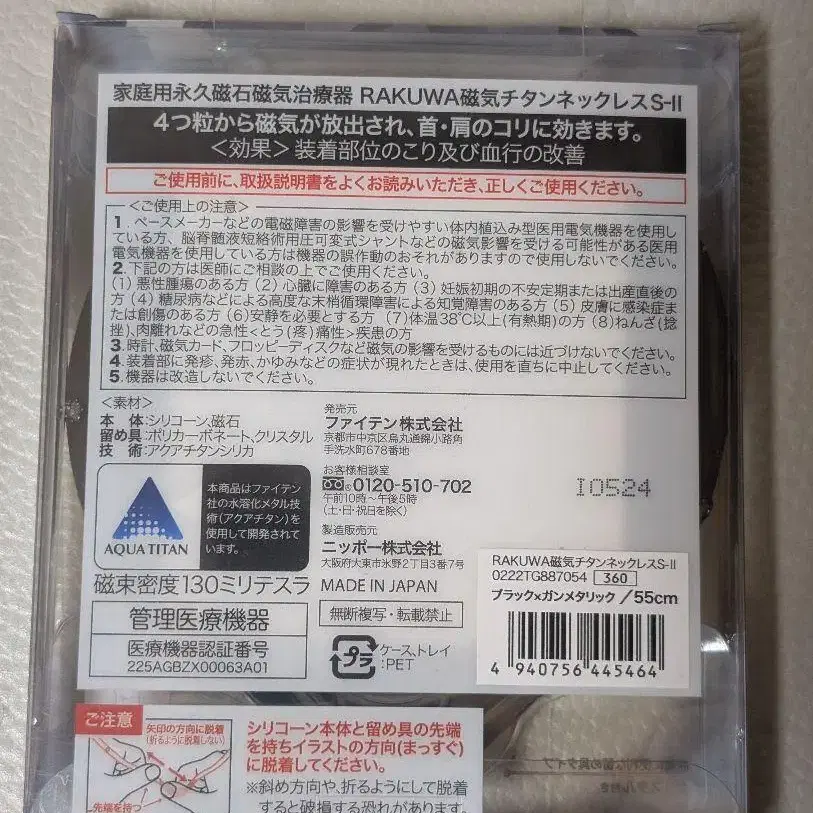 家庭用永久磁石磁気治療器 RAKUWA磁気チタンネックレスS-II
4つ粒から磁気が放出され、首・肩のコリに効きます。
＜効果＞装着部位のこり及び血行の改善
ご使用前に、取扱説明書をよくお読みいただき、正しくご使用ください。
＜ご使用上の注意＞
1．ペースメーカーなどの電磁障害の影響を受けやすい体内植込み型医用電気機器を使用し
ている方、脳脊髄液短絡術用圧可変式シャントなどの磁気影響を受ける可能性がある医用
電気機器を使用している方は機器の誤作動のおそれがありますので使用しないでください。
2．下記の方は医師にご相談の上でご使用ください。
(1) 悪性腫瘍のある方 (2) 心臓に障害のある方 (3) 妊娠初期の不安定期または出産直後の
方 (4) 糖尿病などによる高度な末梢循環障害による知覚障害のある方 (5) 皮膚に感染症ま
たは創傷のある方 (6)安静を必要とする方 (7)体温38℃以上(有熱期)の方 (8)ねんざ(捻
挫)、肉離れなどの急性<とう(疼)痛性>疾患の方
3．時計、磁気カード、フロッピーディスクなど磁気の影響を受けるものには近づけないでください。
4．装着部に発疹、発赤、かゆみなどの症状が現れたときは、使用を直ちに中止してください。
5．機器は改造しないでください。
＜素材＞
本 体:シリコーン、磁石
留め具:ポリカーボネート、クリスタル
技 術:アクアチタンシリカ
AQUA TITAN
本商品はファイテン
社の水溶化メタル技
術(アクアチタン)を
使用して開発されて
います。
磁束密度130ミリテスラ
管理医療機器
医療機器認証番号
225AGBZX00063A01
発売元
ファイテン株式会社
京都市中京区烏丸通錦小路角
手洗水町678番地
お客様相談室
0120-510-702
午前10時〜午後5時
(土・日・祝日を除く)
製造販売元
ニッポー株式会社
大阪府大東市氷野2丁目3番7号
MADE IN JAPAN
無断複写・転載禁止
プラ
ケース、トレイ
:PET
I0524
RAKUWA磁気チタンネックレスS-II
0222TG887054 360
ブラック×ガンメタリック ／55cm
4 940756 445464
ご注意
矢印の方向に脱着
(折るように脱着しない)
先端を持つ
シリコーン本体と留め具の先端
を持ちイラストの方向(まっすぐ)
に脱着してください。
※斜め方向や、折るようにして脱着
すると破損する恐れがあります。